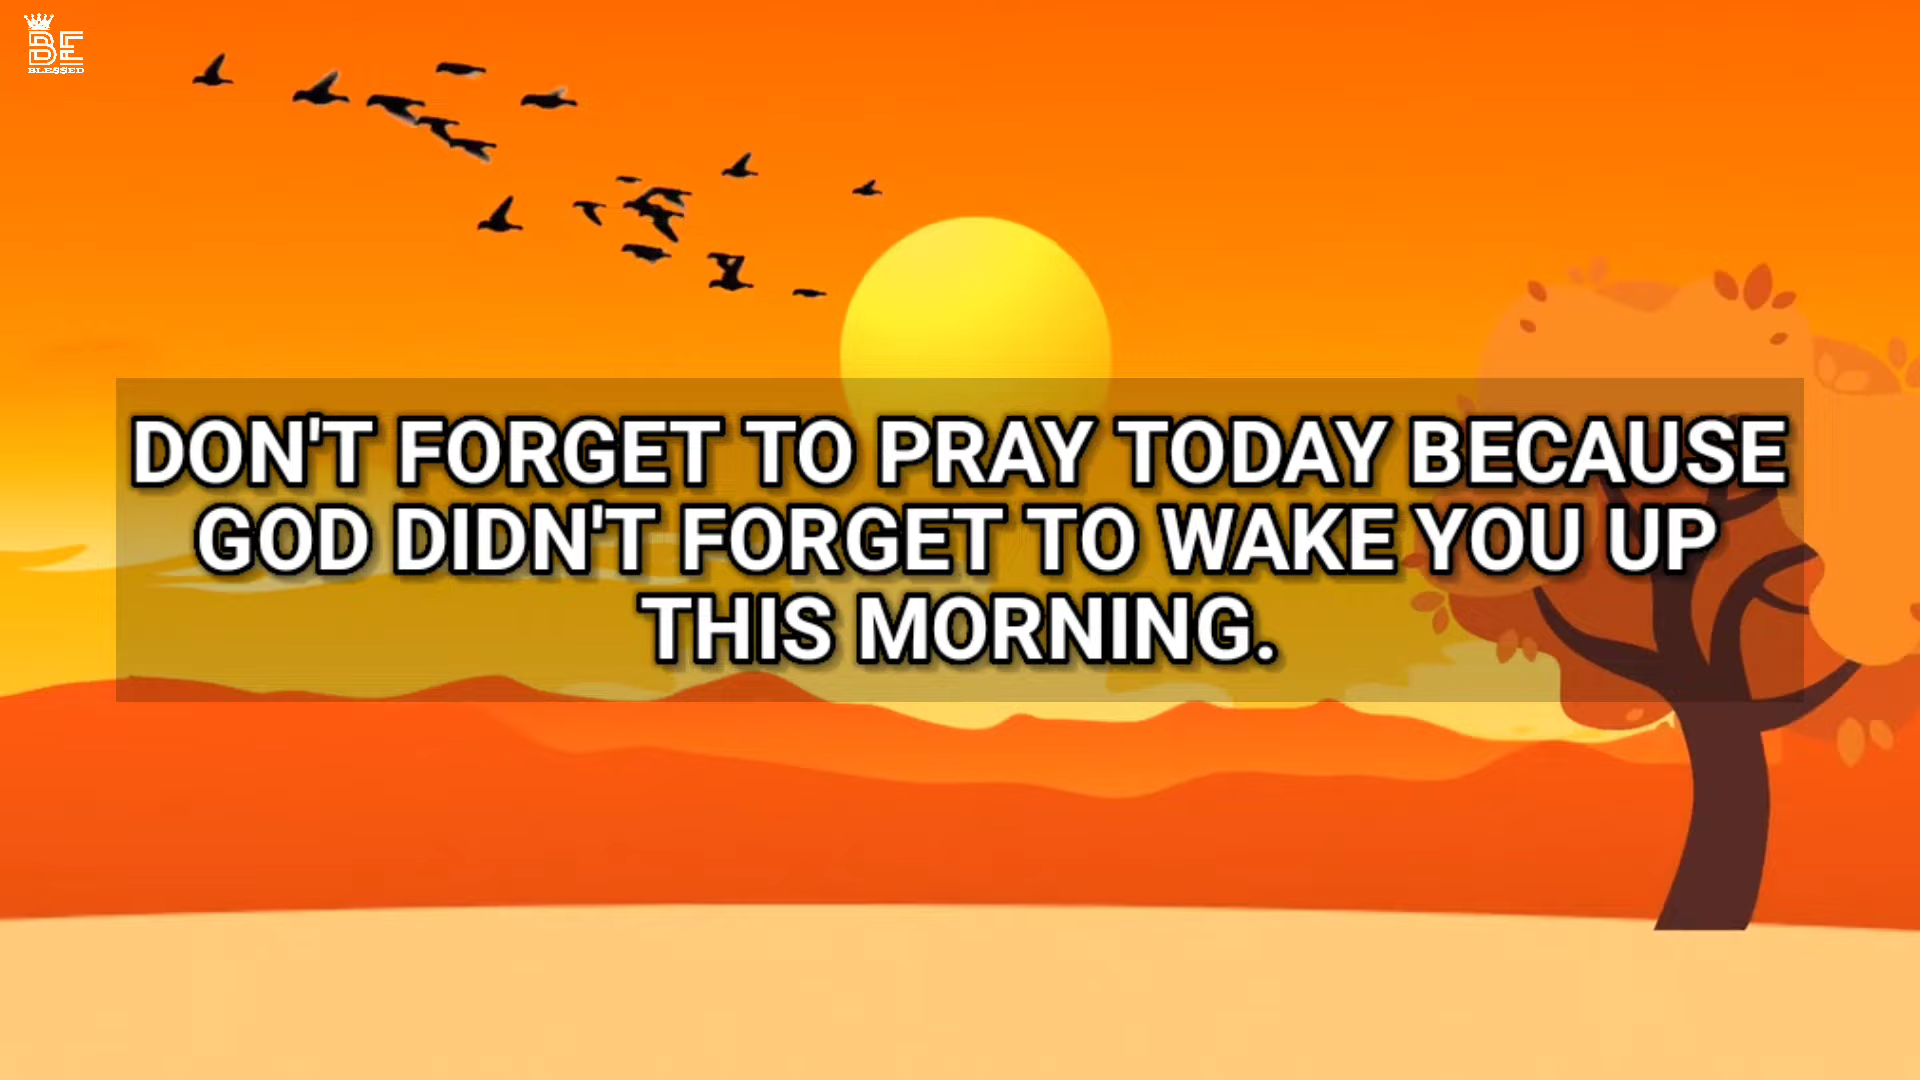 BE
BLESSED
DON'T FORGET TO PRAY TODAY BECAUSE
GOD DIDN'T FORGET TO WAKE YOU UP
THIS MORNING.